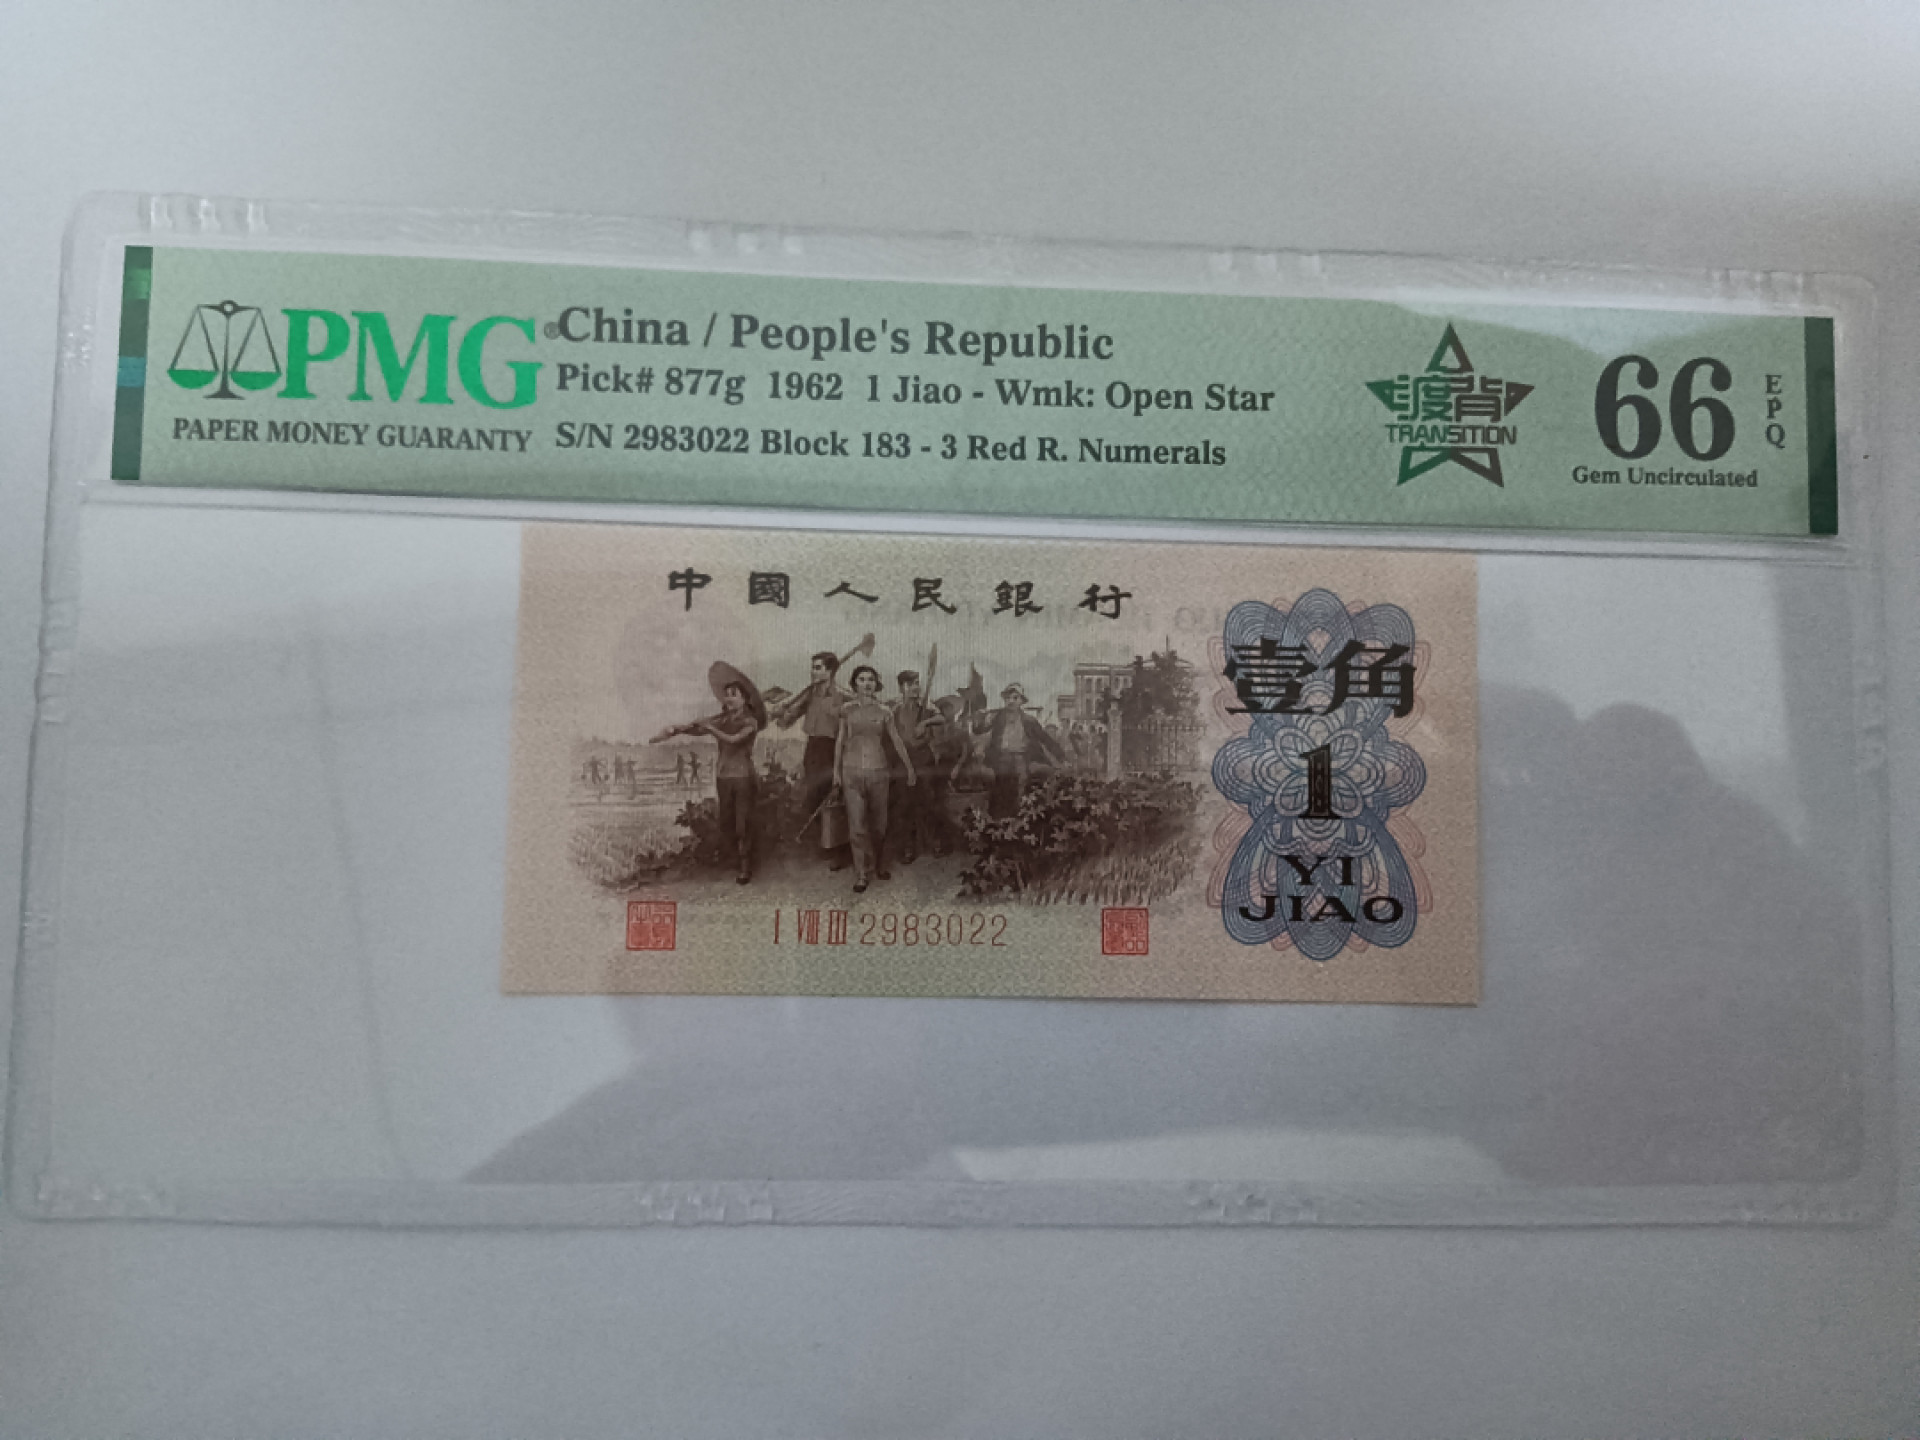 PMG®
PAPER MONEY GUARANTY
China / People's Republic
Pick# 877g 1962 1 Jiao - Wmk: Open Star
S/N 2983022 Block 183 - 3 Red R. Numerals
渡背
TRANSITION
66
EPQ
Gem Uncirculated
中國人民銀行
壹角
1
YI
JIAO
I VIII III 2983022